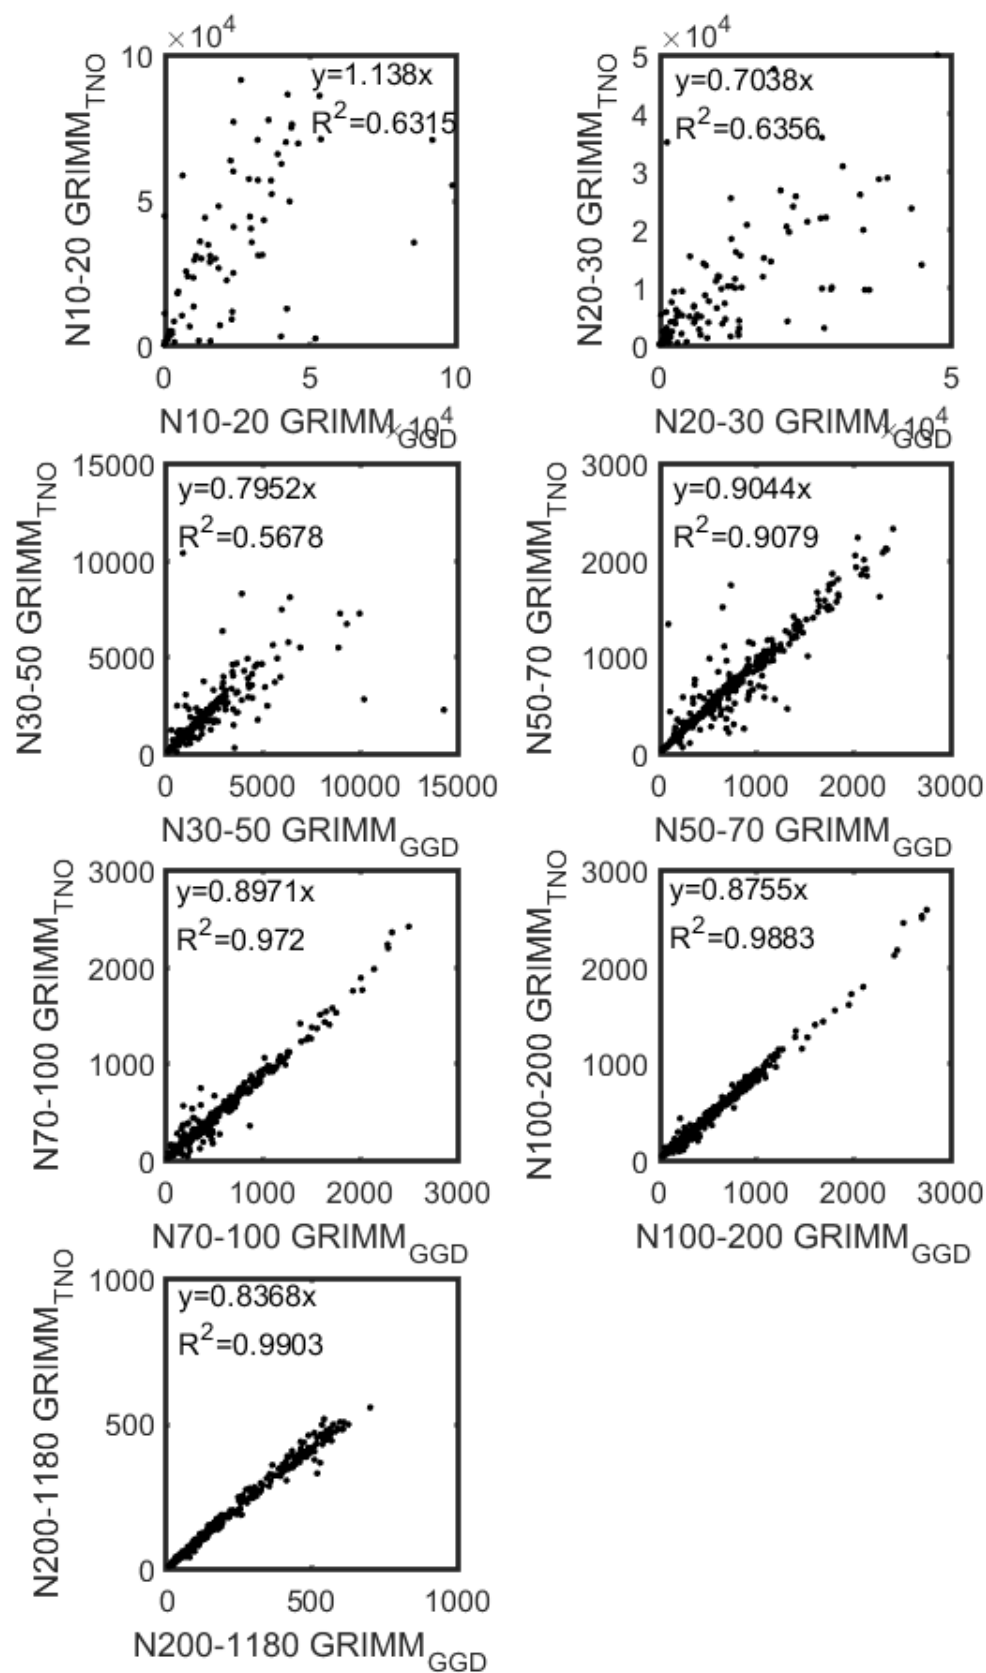 ×10⁴
×10⁴
10
5
0
0
5
10
y=1.138x
R²=0.6315
N10-20 GRIMM_TNO
N10-20 GRIMM_GGD
×10⁴
5
4
3
2
1
0
0
5
y=0.7038x
R²=0.6356
N20-30 GRIMM_TNO
N20-30 GRIMM_GGD
×10⁴
15000
10000
5000
0
0
5000
10000
15000
y=0.7952x
R²=0.5678
N30-50 GRIMM_TNO
N30-50 GRIMM_GGD
3000
2000
1000
0
0
1000
2000
3000
y=0.9044x
R²=0.9079
N50-70 GRIMM_TNO
N50-70 GRIMM_GGD
3000
2000
1000
0
0
1000
2000
3000
y=0.8971x
R²=0.972
N70-100 GRIMM_TNO
N70-100 GRIMM_GGD
3000
2000
1000
0
0
1000
2000
3000
y=0.8755x
R²=0.9883
N100-200 GRIMM_TNO
N100-200 GRIMM_GGD
1000
500
0
0
500
1000
y=0.8368x
R²=0.9903
N200-1180 GRIMM_TNO
N200-1180 GRIMM_GGD